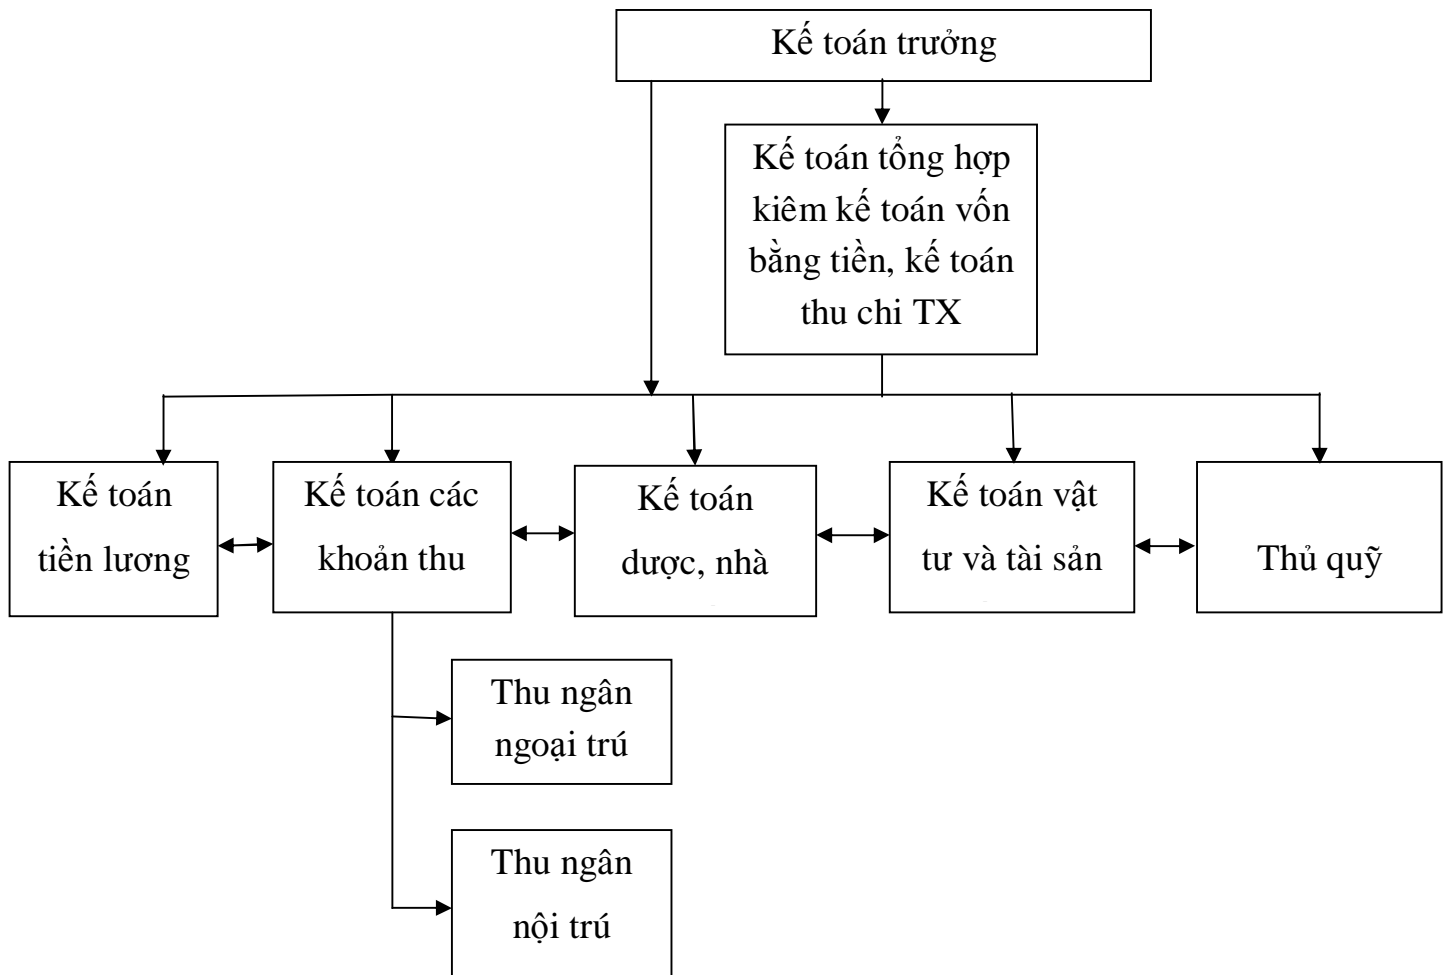 Kế toán trưởng
Kế toán tổng hợp
kiêm kế toán vốn
bằng tiền, kế toán
thu chi TX
Kế toán
tiền lương
Kế toán các
khoản thu
Kế toán
dược, nhà
Kế toán vật
tư và tài sản
Thủ quỹ
Thu ngân
ngoại trú
Thu ngân
nội trú